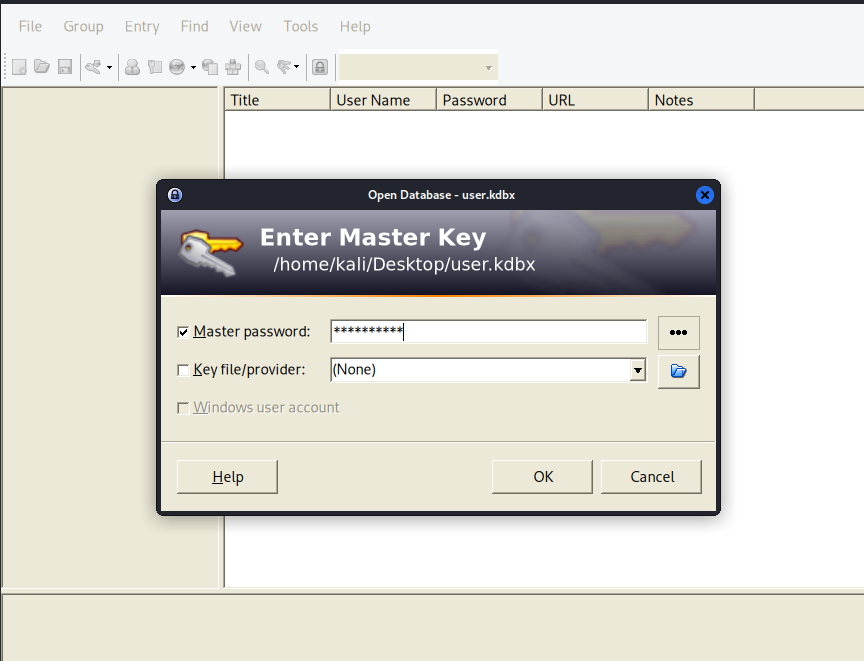 File Group Entry Find View Tools Help
Title User Name Password URL Notes
Open Database - user.kdbx
Enter Master Key
/home/kali/Desktop/user.kdbx
Master password: **********
Key file/provider: (None)
Windows user account
Help OK Cancel